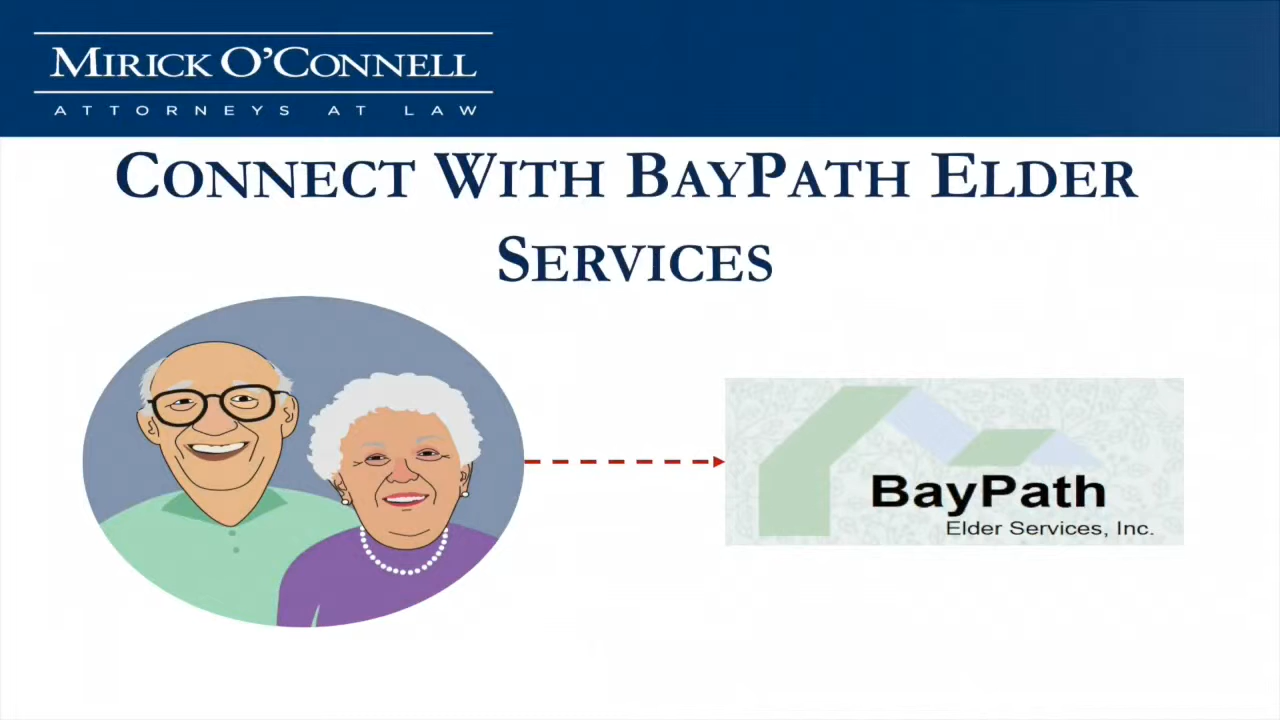 MIRICK O'CONNELL
ATTORNEYS AT LAW
CONNECT WITH BAYPATH ELDER
SERVICES
BayPath
Elder Services, Inc.